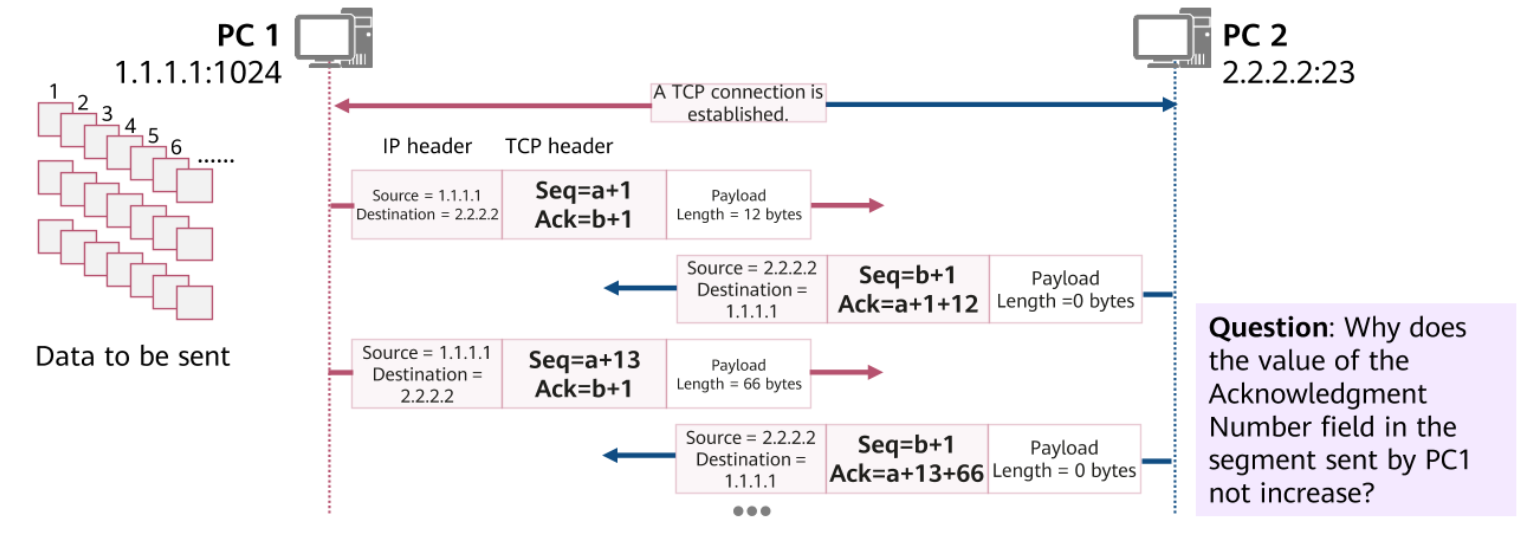 PC 1
1.1.1.1:1024
PC 2
2.2.2.2:23
1
2
3
4
5
6
......
Data to be sent
A TCP connection is
established.
IP header
TCP header
Source = 1.1.1.1
Destination = 2.2.2.2
Seq=a+1
Ack=b+1
Payload
Length = 12 bytes
Source = 2.2.2.2
Destination =
1.1.1.1
Seq=b+1
Ack=a+1+12
Payload
Length =0 bytes
Source = 1.1.1.1
Destination =
2.2.2.2
Seq=a+13
Ack=b+1
Payload
Length = 66 bytes
Source = 2.2.2.2
Destination =
1.1.1.1
Seq=b+1
Ack=a+13+66
Payload
Length = 0 bytes
Question: Why does
the value of the
Acknowledgment
Number field in the
segment sent by PC1
not increase?